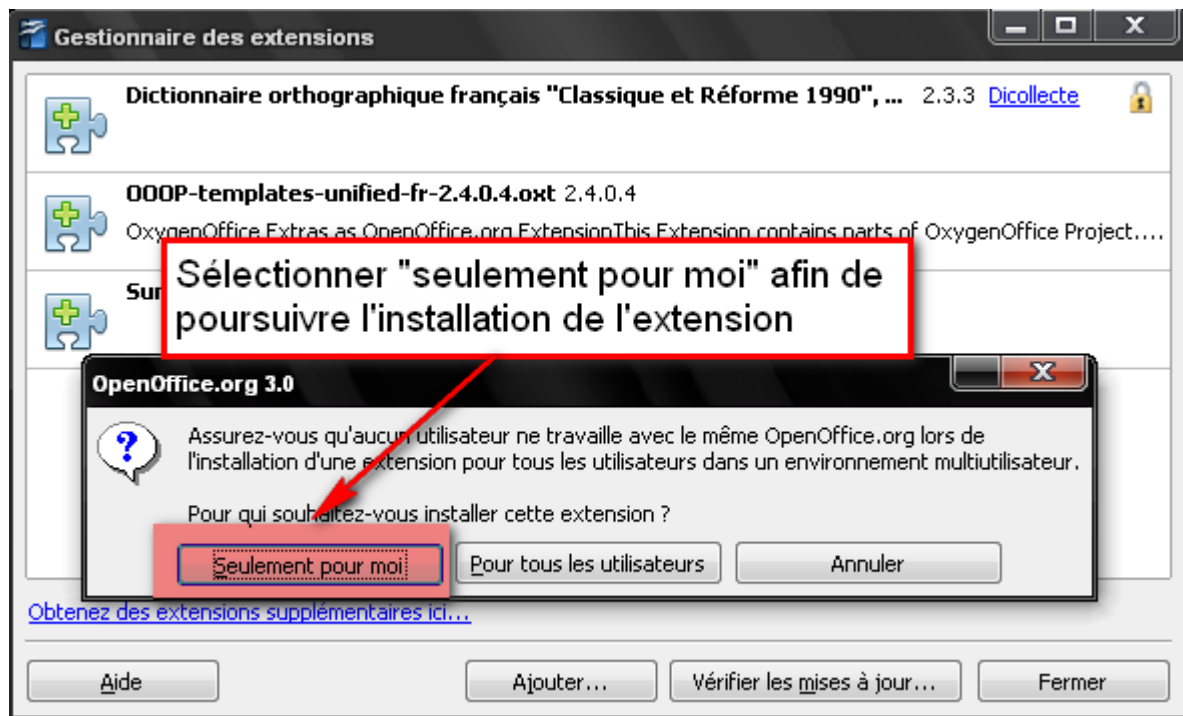 Gestionnaire des extensions
Dictionnaire orthographique français "Classique et Réforme 1990", ... 2.3.3 Dicollecte
OOOP-templates-unified-fr-2.4.0.4.oxt 2.4.0.4
OxygenOffice Extras as OpenOffice.org ExtensionThis Extension contains parts of OxygenOffice Project....
Sélectionner "seulement pour moi" afin de
poursuivre l'installation de l'extension
OpenOffice.org 3.0
Assurez-vous qu'aucun utilisateur ne travaille avec le même OpenOffice.org lors de
l'installation d'une extension pour tous les utilisateurs dans un environnement multiutilisateur.
Pour qui souhaitez-vous installer cette extension ?
Seulement pour moi Pour tous les utilisateurs Annuler
Obtenez des extensions supplémentaires ici...
Aide Ajouter... Vérifier les mises à jour... Fermer